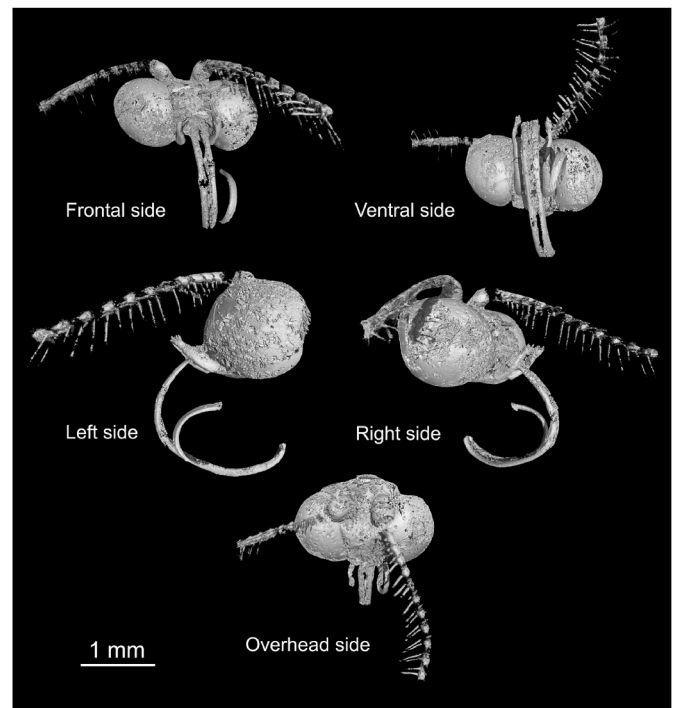 Frontal side
Ventral side
Left side
Right side
Overhead side
1 mm